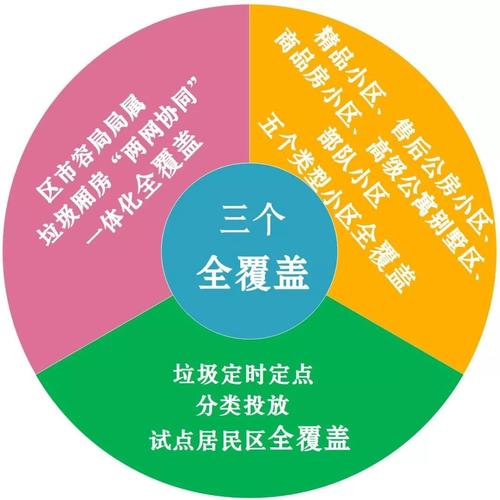 三个
全覆盖
区市容局局属
垃圾厢房“两网协同”
一体化全覆盖
精品小区、售后公房小区、
商品房小区、高级公寓别墅区、
部队小区
五个类型小区全覆盖
垃圾定时定点
分类投放
试点居民区全覆盖